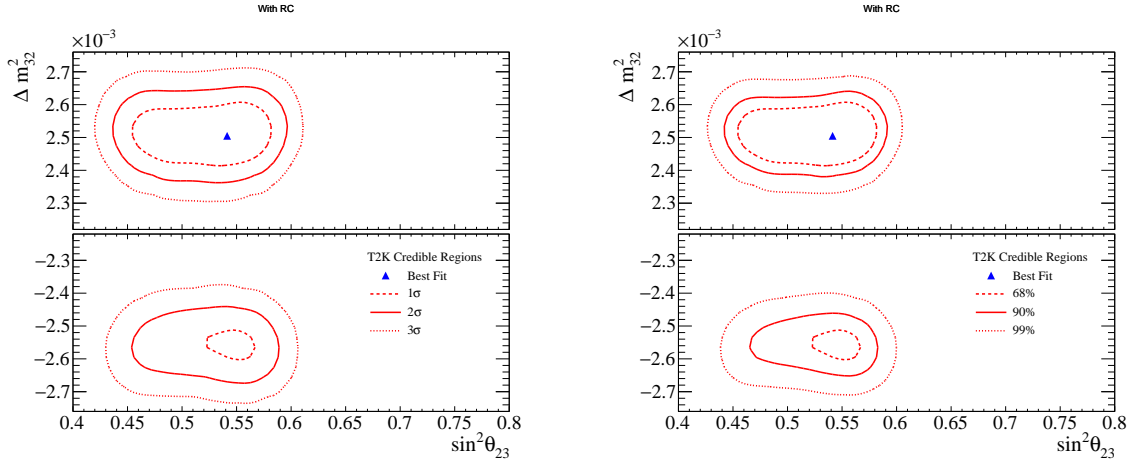 With RC
×10⁻³
Δ m²₃₂
2.7
2.6
2.5
2.4
2.3
−2.3
−2.4
−2.5
−2.6
−2.7
T2K Credible Regions
Best Fit
1σ
2σ
3σ
0.4 0.45 0.5 0.55 0.6 0.65 0.7 0.75 0.8
sin²θ₂₃
With RC
×10⁻³
Δ m²₃₂
2.7
2.6
2.5
2.4
2.3
−2.3
−2.4
−2.5
−2.6
−2.7
T2K Credible Regions
Best Fit
68%
90%
99%
0.4 0.45 0.5 0.55 0.6 0.65 0.7 0.75 0.8
sin²θ₂₃